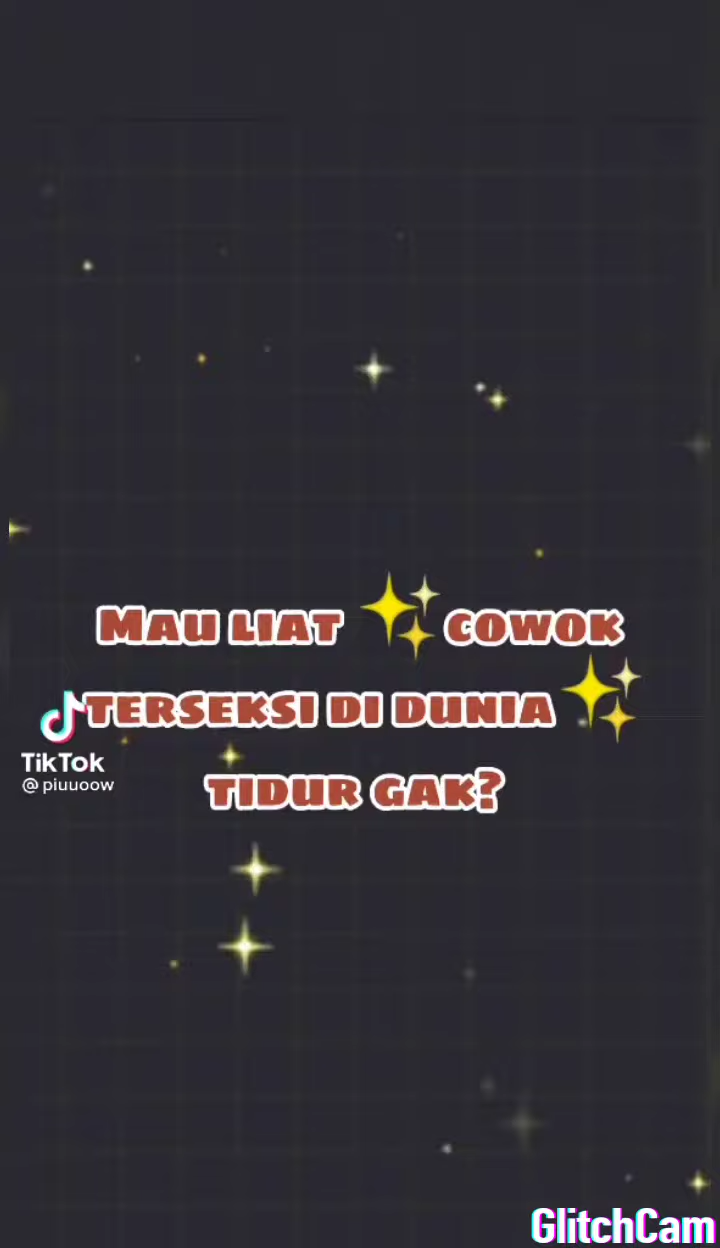 Mau liat ✨ cowok
terseksi di dunia ✨
tidur gak?
TikTok
@piuuoow
GlitchCam